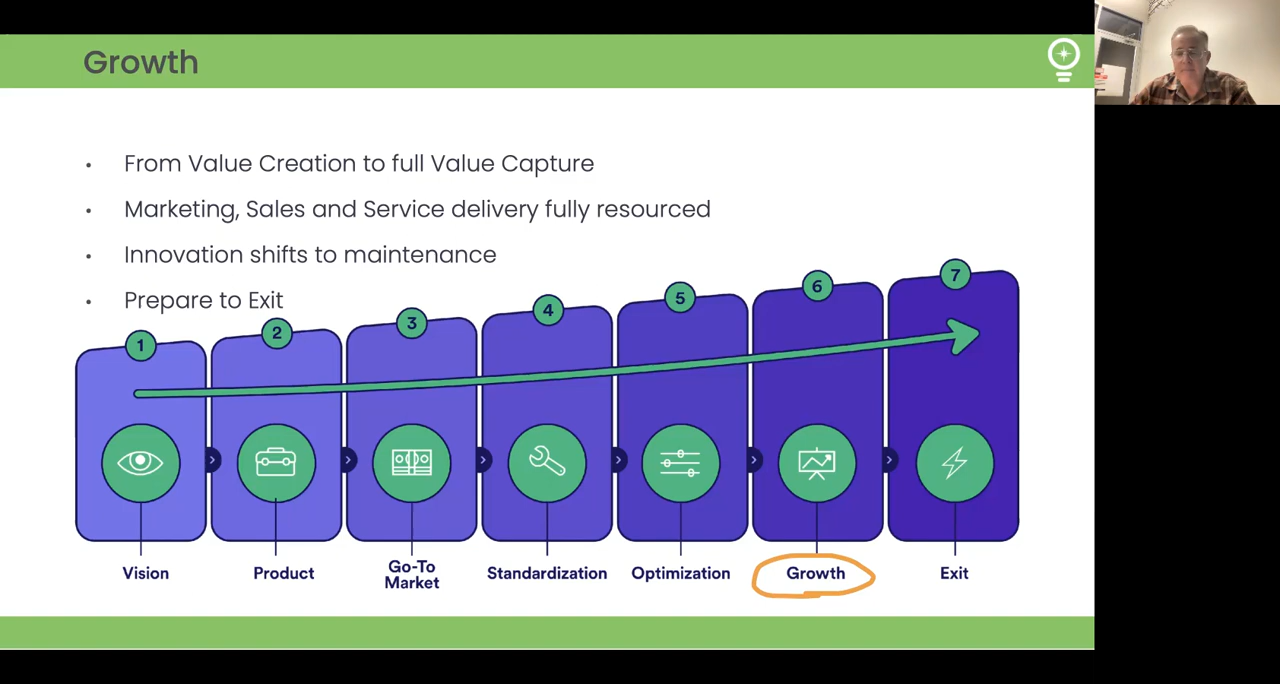 Growth
• From Value Creation to full Value Capture
• Marketing, Sales and Service delivery fully resourced
• Innovation shifts to maintenance
• Prepare to Exit
1
2
3
4
5
6
7
Vision
Product
Go-To
Market
Standardization
Optimization
Growth
Exit